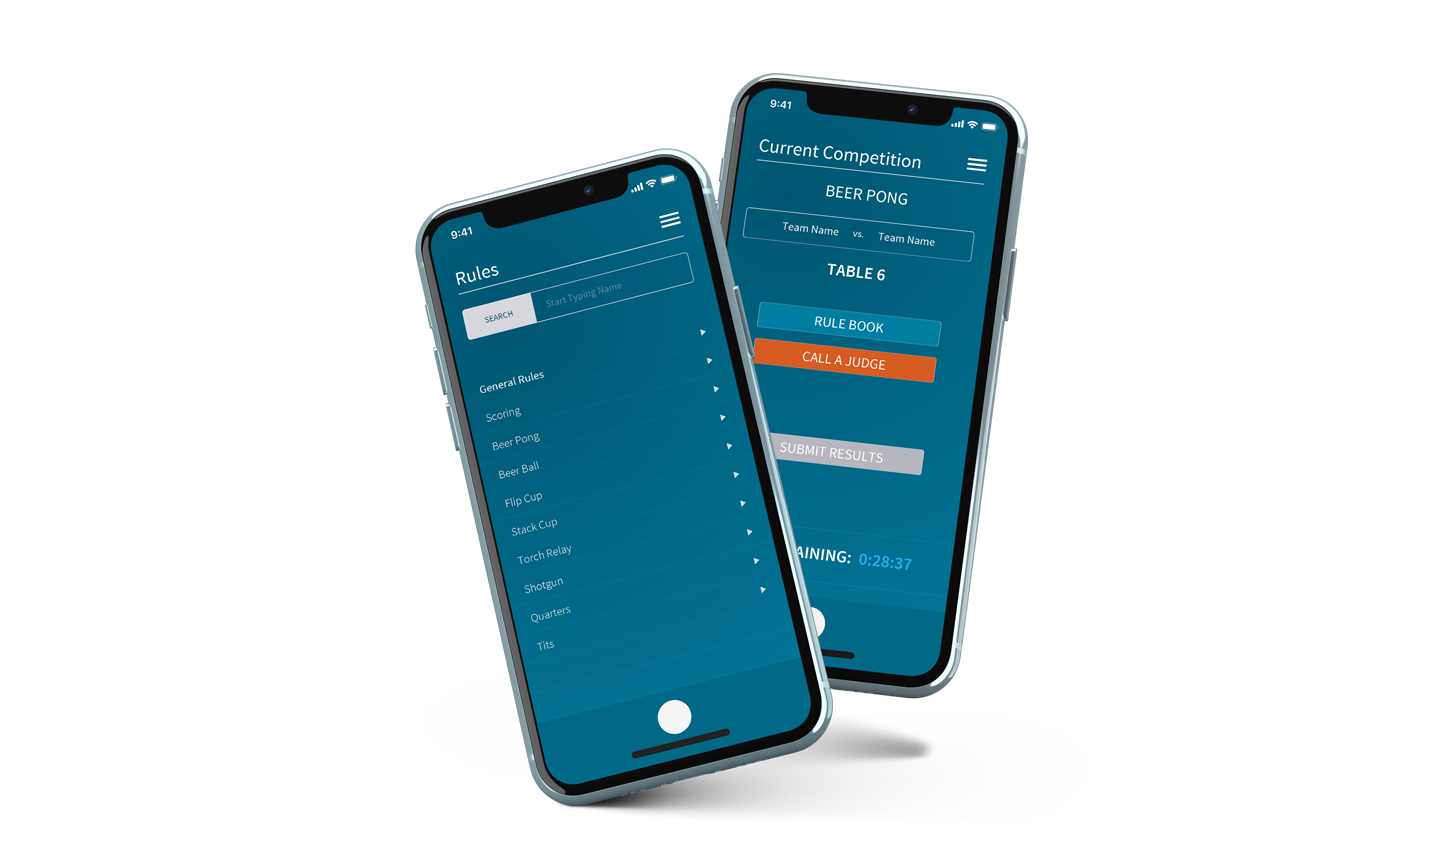 9:41
Rules
SEARCH Start Typing Name
General Rules
Scoring
Beer Pong
Beer Ball
Flip Cup
Stack Cup
Torch Relay
Shotgun
Quarters
Tits
9:41
Current Competition
BEER PONG
Team Name vs. Team Name
TABLE 6
RULE BOOK
CALL A JUDGE
SUBMIT RESULTS
AINING: 0:28:37